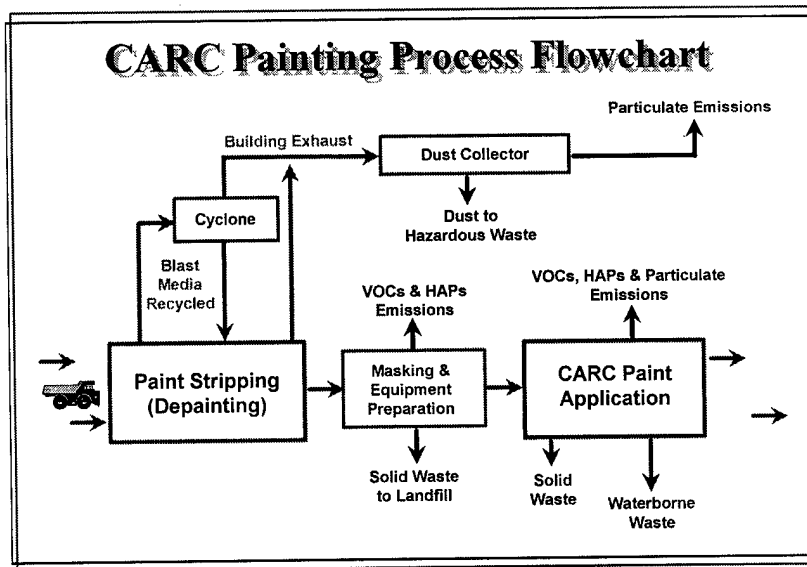 CARC Painting Process Flowchart
Particulate Emissions
Building Exhaust
Dust Collector
Cyclone
Dust to
Hazardous Waste
Blast
Media
Recycled
VOCs & HAPs
Emissions
VOCs, HAPs & Particulate
Emissions
Paint Stripping
(Depainting)
Masking &
Equipment
Preparation
CARC Paint
Application
Solid Waste
to Landfill
Solid
Waste
Waterborne
Waste